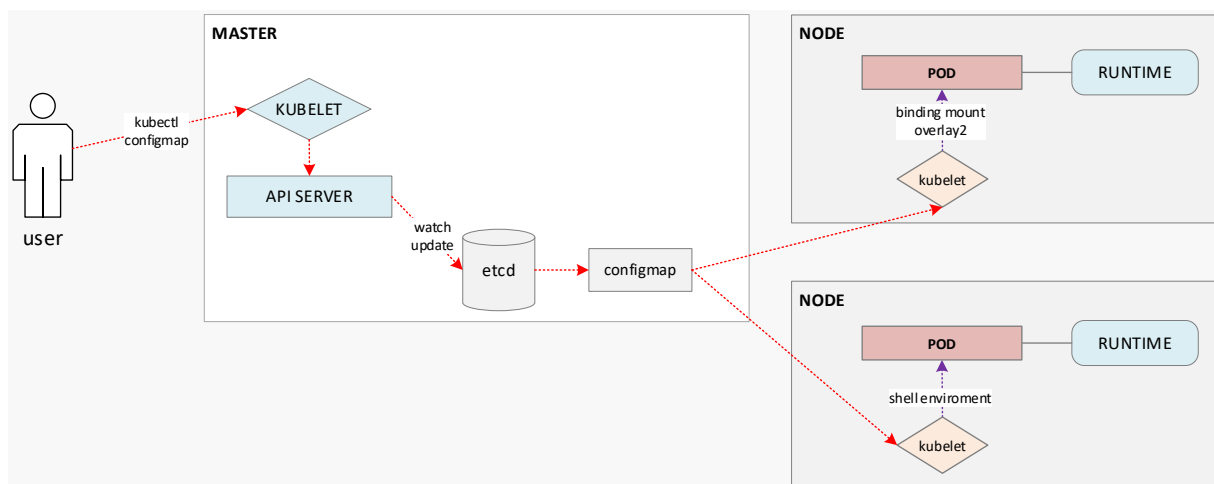 MASTER
KUBELET
kubectl
configmap
API SERVER
user
watch
update
etcd
configmap
NODE
POD
RUNTIME
binding mount
overlay2
kubelet
NODE
POD
RUNTIME
shell enviroment
kubelet